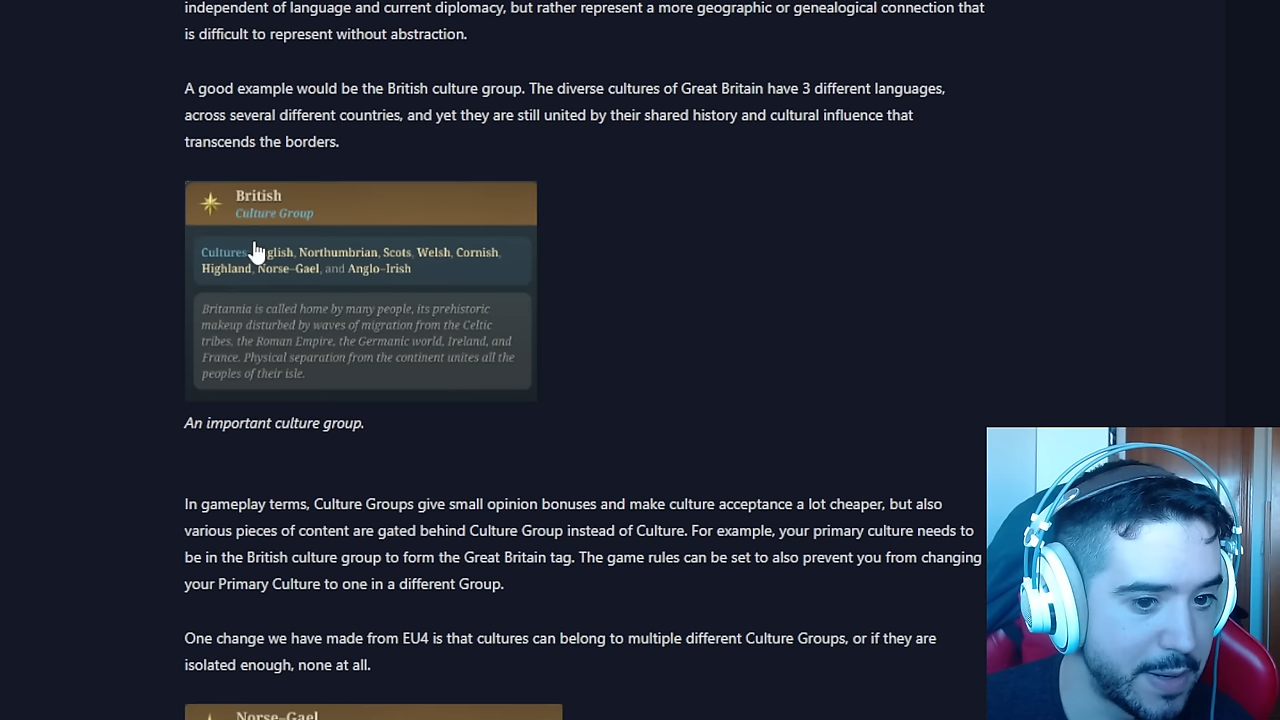 independent of language and current diplomacy, but rather represent a more geographic or genealogical connection that
is difficult to represent without abstraction.
A good example would be the British culture group. The diverse cultures of Great Britain have 3 different languages,
across several different countries, and yet they are still united by their shared history and cultural influence that
transcends the borders.
British
Culture Group
Cultures glish, Northumbrian, Scots, Welsh, Cornish,
Highland, Norse-Gael, and Anglo-Irish
Britannia is called home by many people, its prehistoric
makeup disturbed by waves of migration from the Celtic
tribes, the Roman Empire, the Germanic world, Ireland, and
France. Physical separation from the continent unites all the
peoples of their isle.
An important culture group.
In gameplay terms, Culture Groups give small opinion bonuses and make culture acceptance a lot cheaper, but also
various pieces of content are gated behind Culture Group instead of Culture. For example, your primary culture needs to
be in the British culture group to form the Great Britain tag. The game rules can be set to also prevent you from changing
your Primary Culture to one in a different Group.
One change we have made from EU4 is that cultures can belong to multiple different Culture Groups, or if they are
isolated enough, none at all.
Norse-Gael